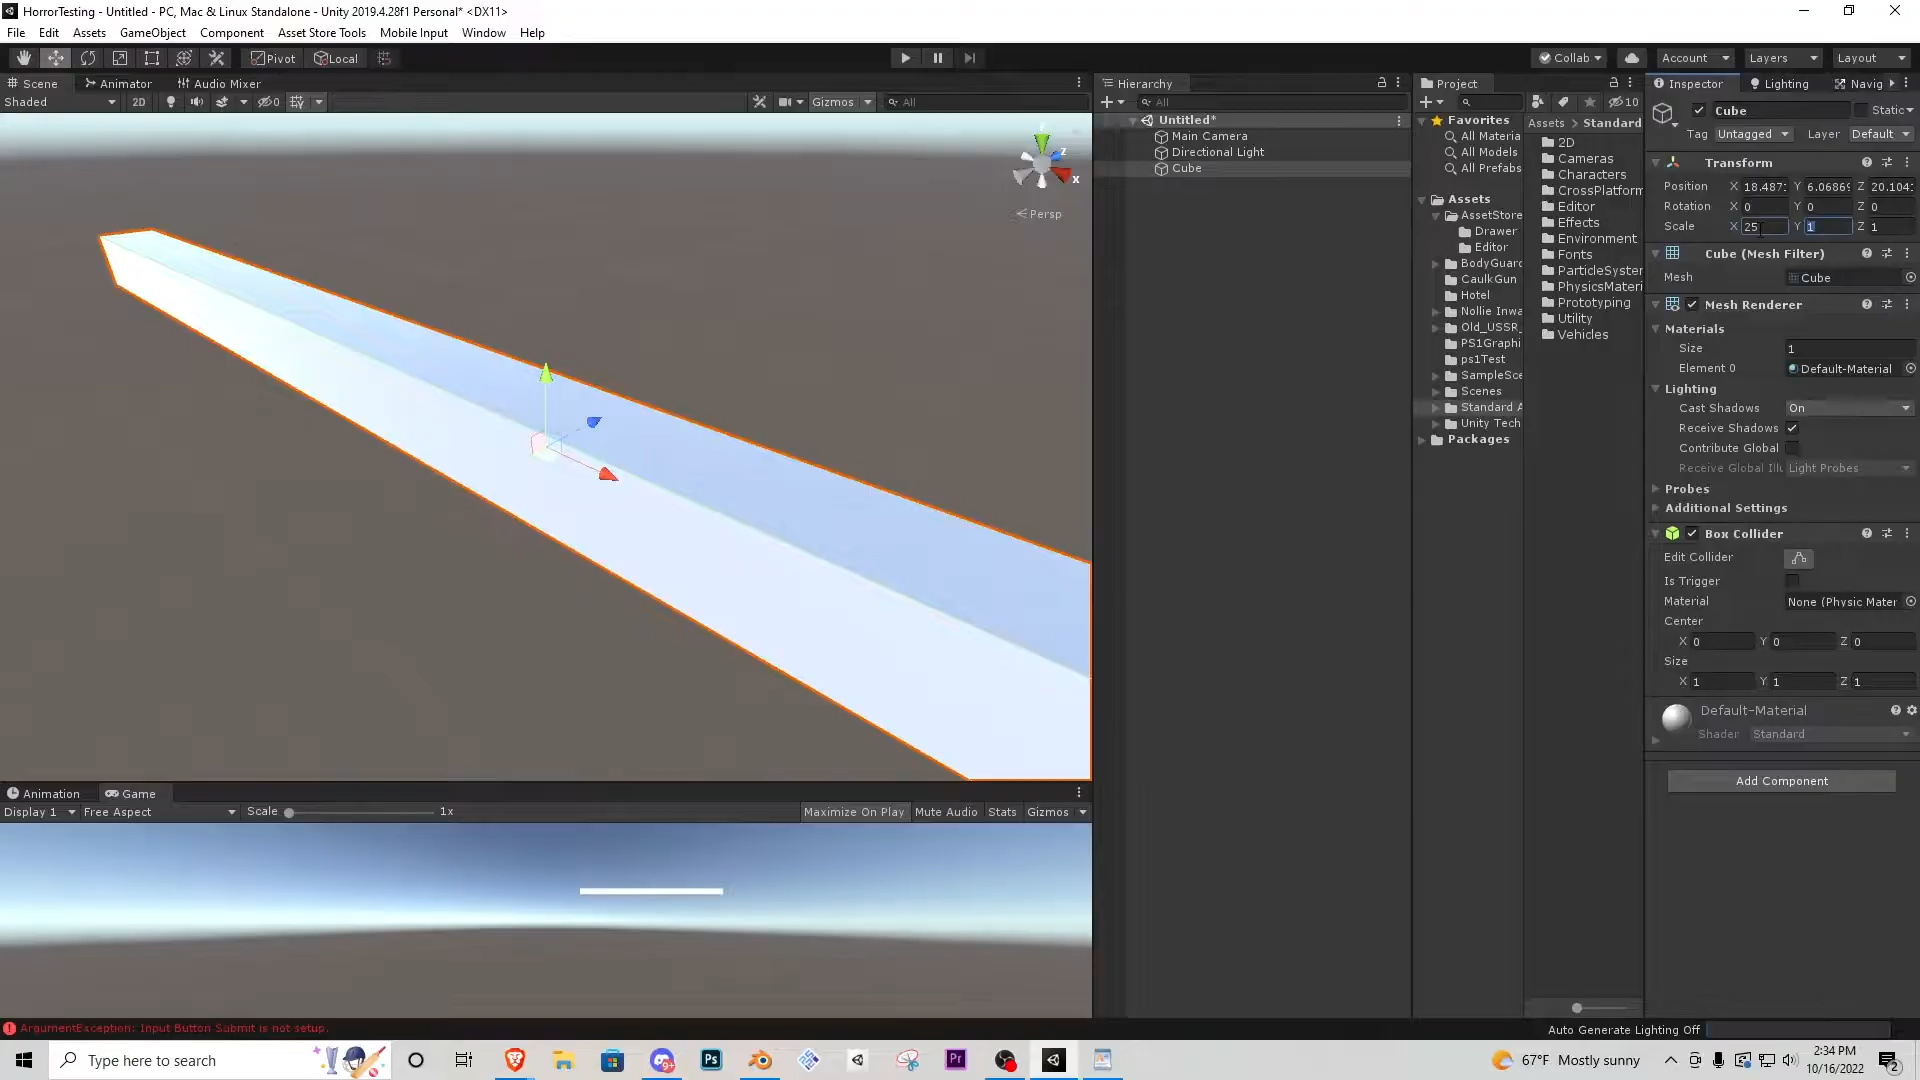 HorrorTesting - Untitled - PC, Mac & Linux Standalone - Unity 2019.4.28f1 Personal* <DX11>
File Edit Assets GameObject Component Asset Store Tools Mobile Input Window Help
Pivot Local Collab Account Layers Layout
Scene Animator Audio Mixer
Shaded 2D 0 Gizmos All
y z x
Persp
Hierarchy
All
Untitled*
Main Camera
Directional Light
Cube
Project
10
Favorites
All Materia
All Models
All Prefabs
Assets
AssetStore
Drawer
Editor
BodyGuard
CaulkGun
Hotel
Nollie Inwa
Old_USSR_
PS1Graphi
ps1Test
SampleSce
Scenes
Standard A
Unity Tech
Packages
Assets > Standard
2D
Cameras
Characters
CrossPlatform
Editor
Effects
Environment
Fonts
ParticleSyster
PhysicsMateri
Prototyping
Utility
Vehicles
Inspector Lighting Navig
Cube Static
Tag Untagged Layer Default
Transform
Position X 18.487: Y 6.0686 Z 20.104
Rotation X 0 Y 0 Z 0
Scale X 25 Y 1 Z 1
Cube (Mesh Filter)
Mesh Cube
Mesh Renderer
Materials
Size 1
Element 0 Default-Material
Lighting
Cast Shadows On
Receive Shadows
Contribute Global
Receive Global Illu Light Probes
Probes
Additional Settings
Box Collider
Edit Collider
Is Trigger
Material None (Physic Mater
Center
X 0 Y 0 Z 0
Size
X 1 Y 1 Z 1
Default-Material
Shader Standard
Add Component
Animation Game
Display 1 Free Aspect Scale 1x Maximize On Play Mute Audio Stats Gizmos
ArgumentException: Input Button Submit is not setup.
Auto Generate Lighting Off
Type here to search
Ps
Pr
67°F Mostly sunny
2:34 PM
10/16/2022
2